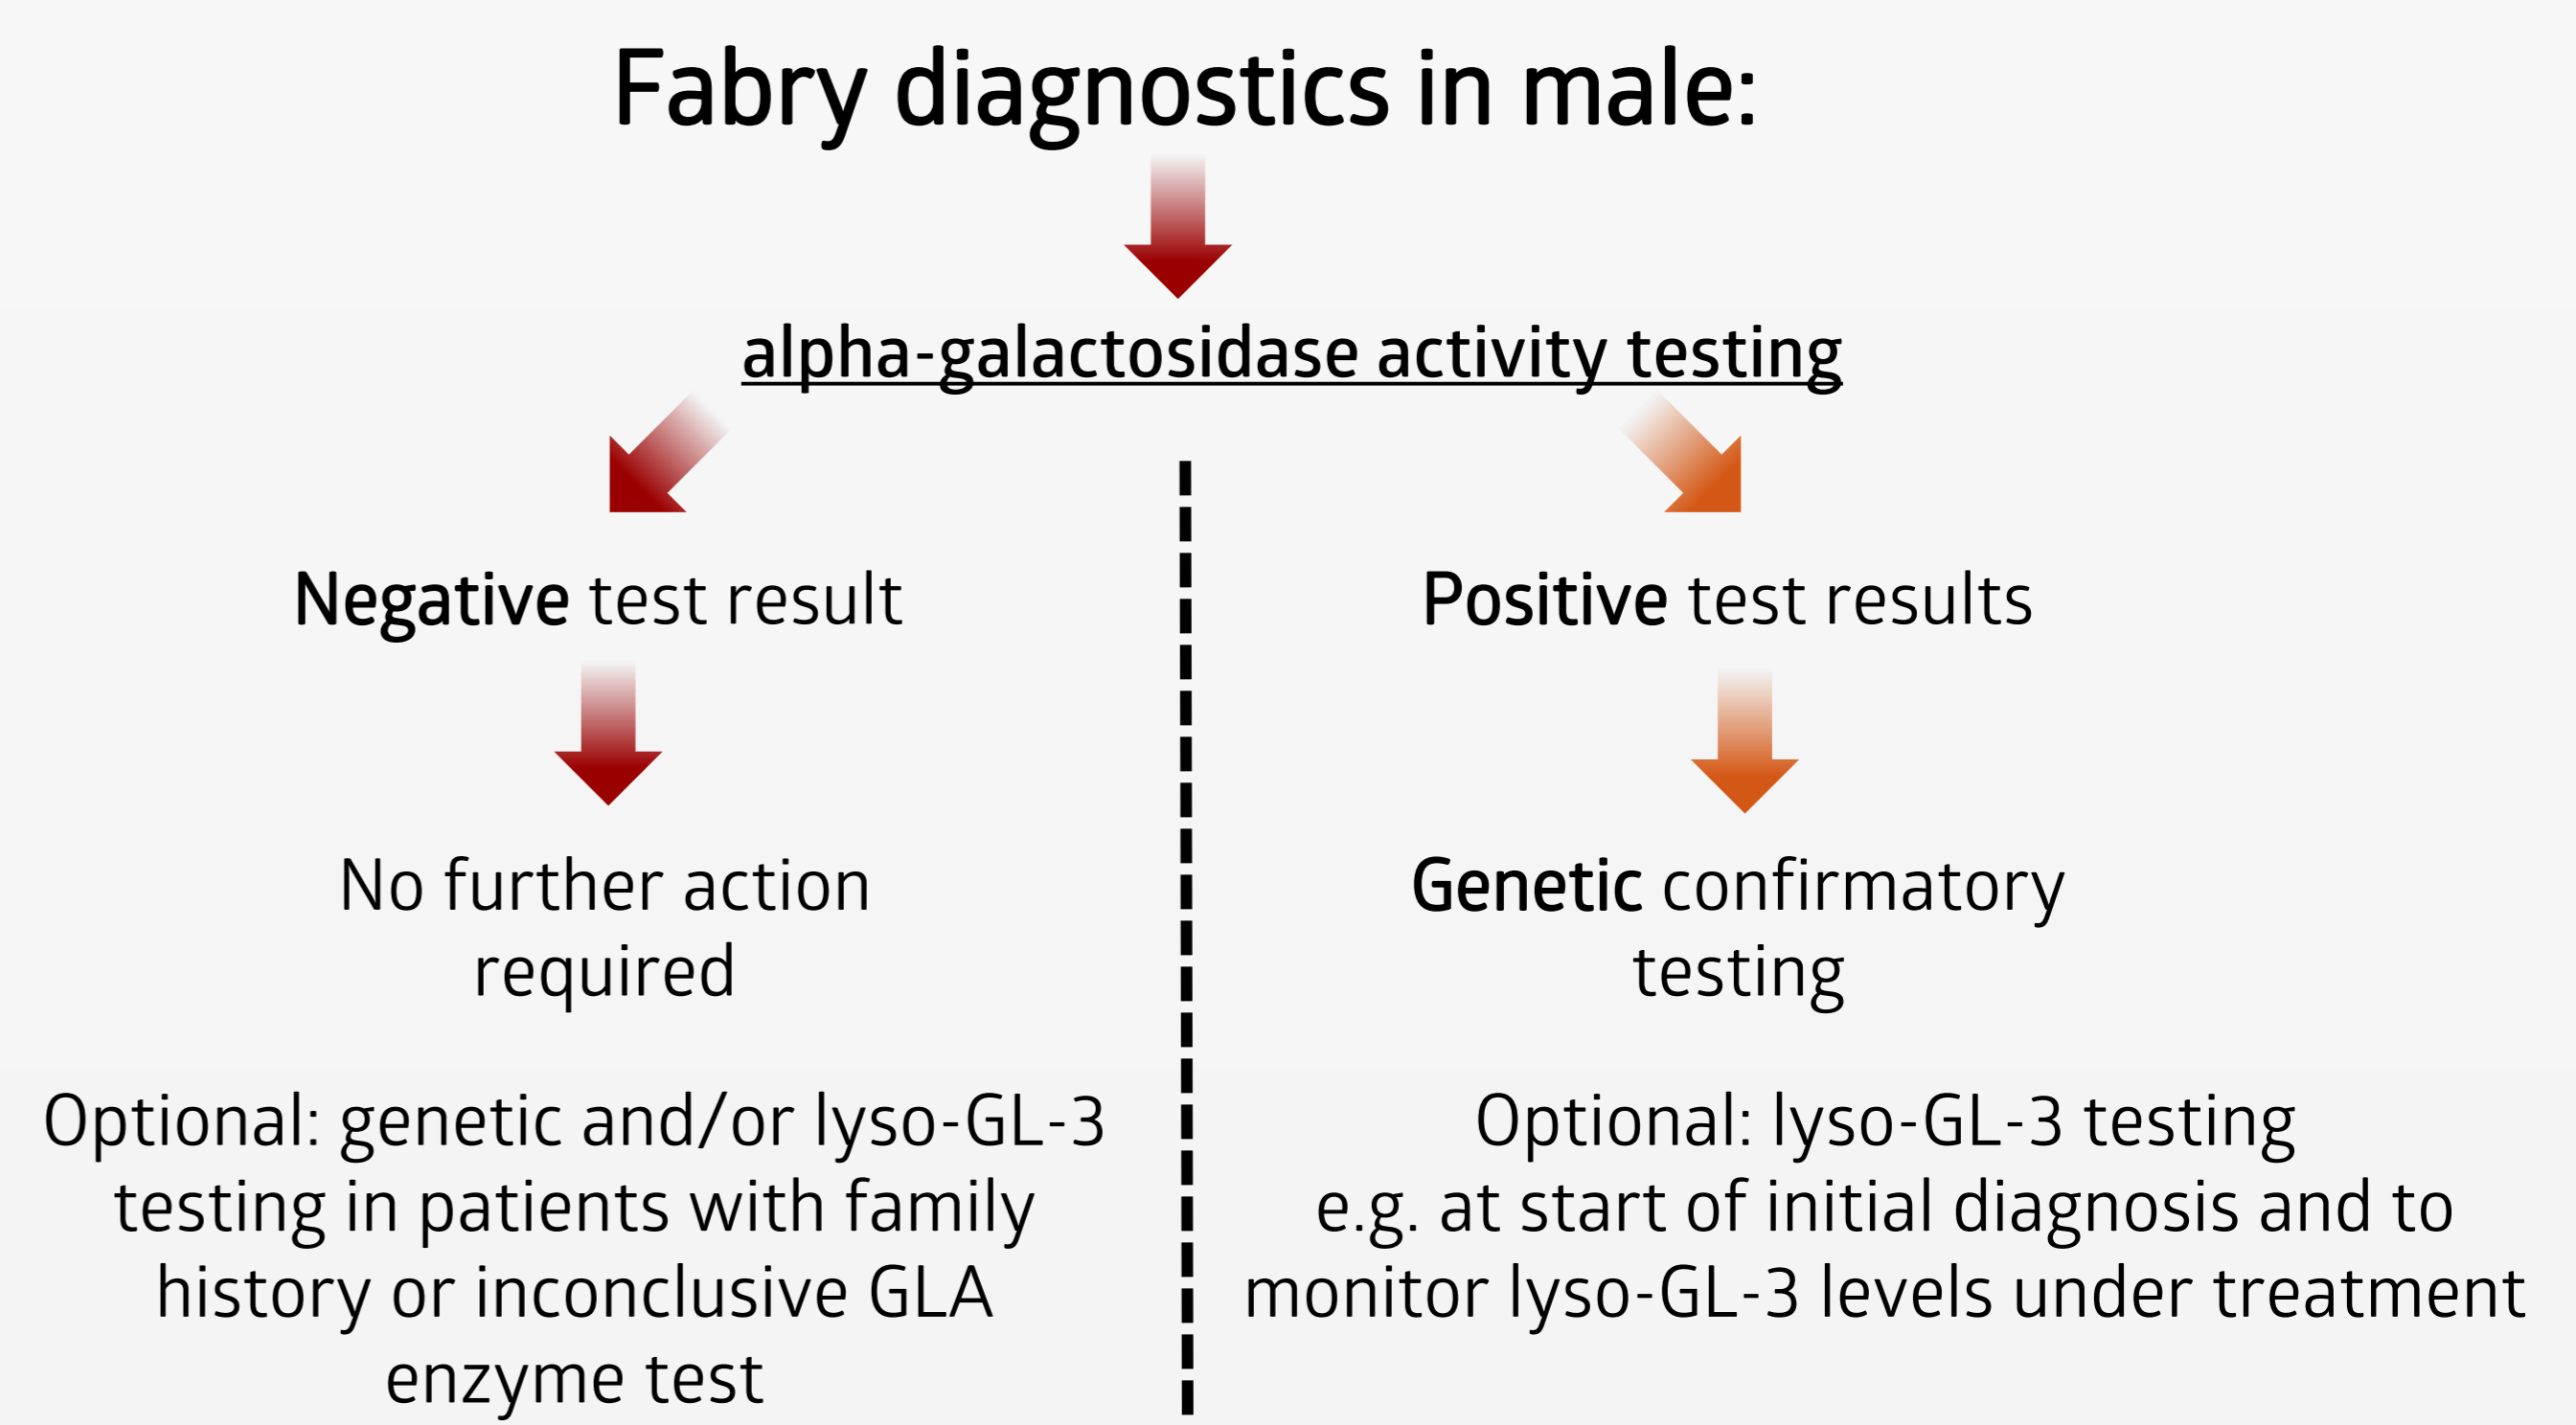 Fabry diagnostics in male:
alpha-galactosidase activity testing
Negative test result
No further action
required
Optional: genetic and/or lyso-GL-3
testing in patients with family
history or inconclusive GLA
enzyme test
Positive test results
Genetic confirmatory
testing
Optional: lyso-GL-3 testing
e.g. at start of initial diagnosis and to
monitor lyso-GL-3 levels under treatment